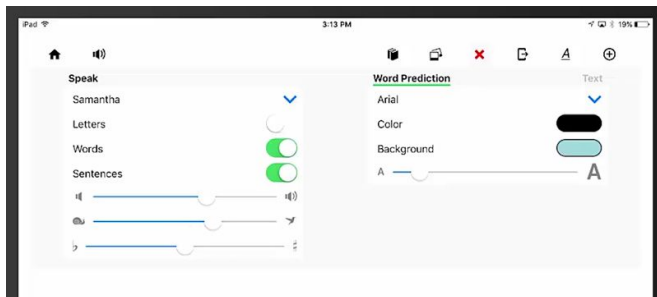 iPad 3:13 PM 19%
A
Speak Word Prediction Text
Samantha Arial
Letters Color
Words Background
Sentences A A
♭ ♯